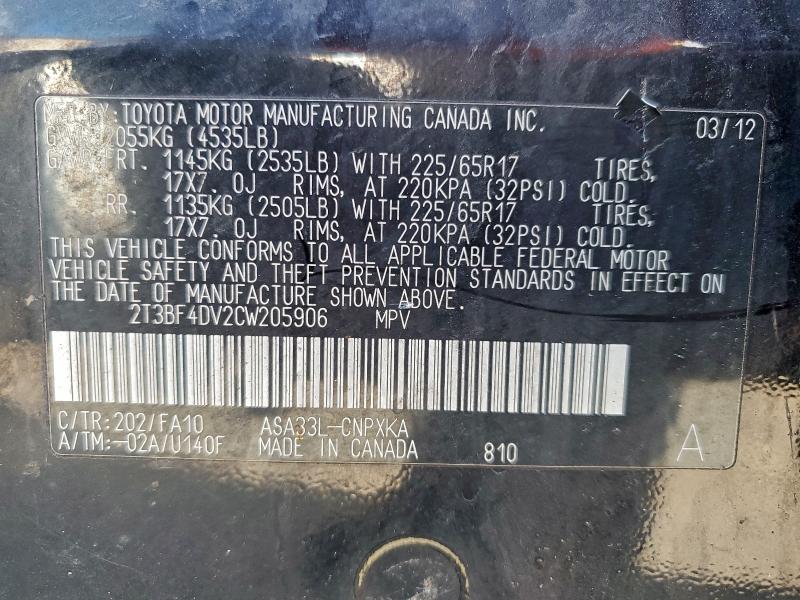 MFD. BY: TOYOTA MOTOR MANUFACTURING CANADA INC. 03/12
2055KG (4535LB)
FRT. 1145KG (2535LB) WITH 225/65R17 TIRES,
17X7.0J RIMS, AT 220KPA (32PSI) COLD.
RR. 1135KG (2505LB) WITH 225/65R17 TIRES,
17X7.0J RIMS, AT 220KPA (32PSI) COLD.
THIS VEHICLE CONFORMS TO ALL APPLICABLE FEDERAL MOTOR
VEHICLE SAFETY AND THEFT PREVENTION STANDARDS IN EFFECT ON
THE DATE OF MANUFACTURE SHOWN ABOVE.
2T3BF4DV2CW205906 MPV
C/TR:202/FA10 ASA33L-CNPXKA
A/TM:-02A/U140F MADE IN CANADA 810 A